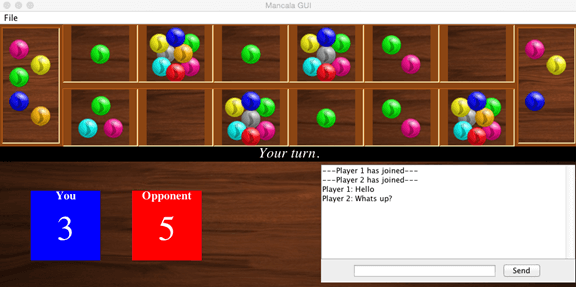 Mancala GUI
File
Your turn.
You
3
Opponent
5
---Player 1 has joined---
---Player 2 has joined---
Player 1: Hello
Player 2: Whats up?
Send